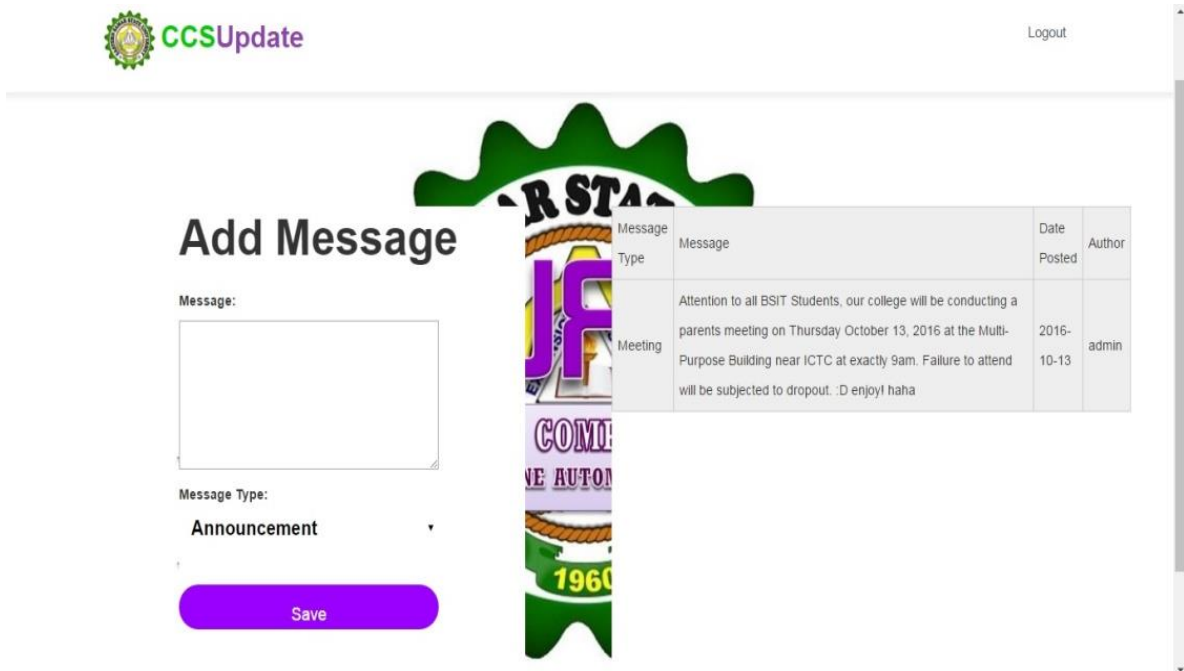 CCSUpdate
Logout
R STA
Add Message
Message:
Message Type:
Announcement
Save
COM
NE AUTOM
1960
Message Type
Message
Date Posted
Author
Meeting
Attention to all BSIT Students, our college will be conducting a
parents meeting on Thursday October 13, 2016 at the Multi-
Purpose Building near ICTC at exactly 9am. Failure to attend
will be subjected to dropout. :D enjoy! haha
2016-
10-13
admin